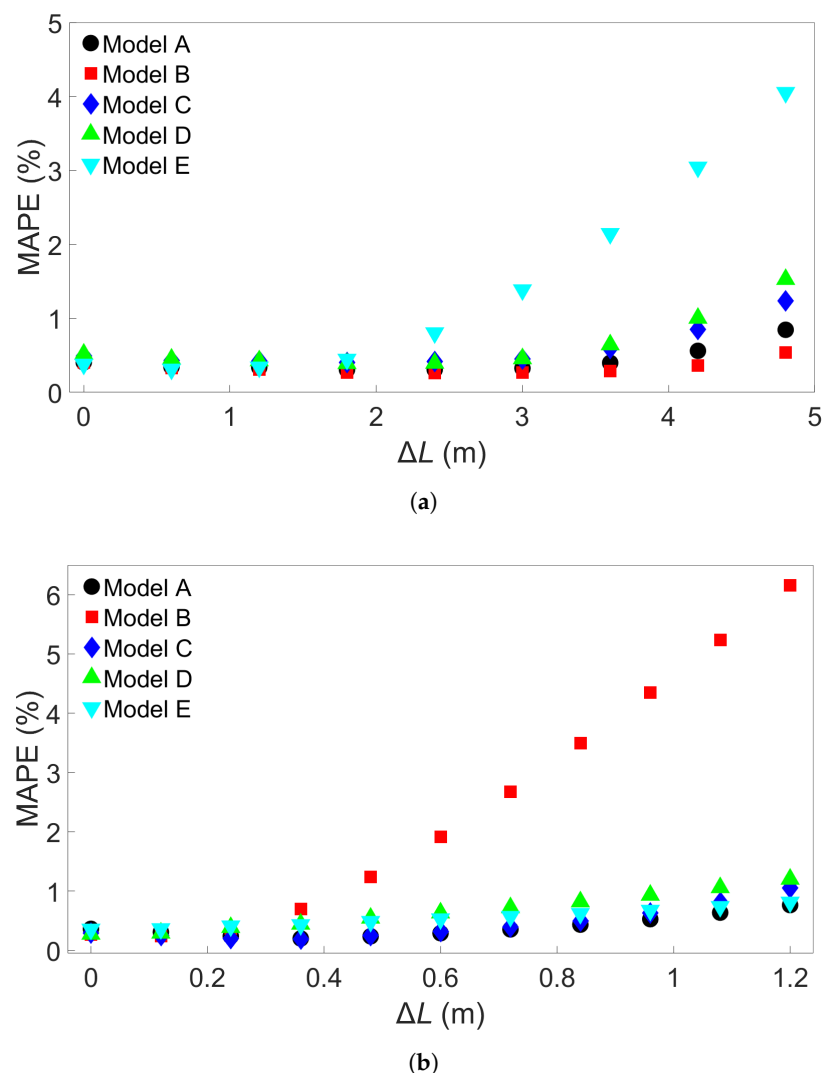 5
4
3
2
1
0
MAPE (%)
Model A
Model B
Model C
Model D
Model E
0 1 2 3 4 5
ΔL (m)
(a)
6
5
4
3
2
1
0
MAPE (%)
Model A
Model B
Model C
Model D
Model E
0 0.2 0.4 0.6 0.8 1 1.2
ΔL (m)
(b)